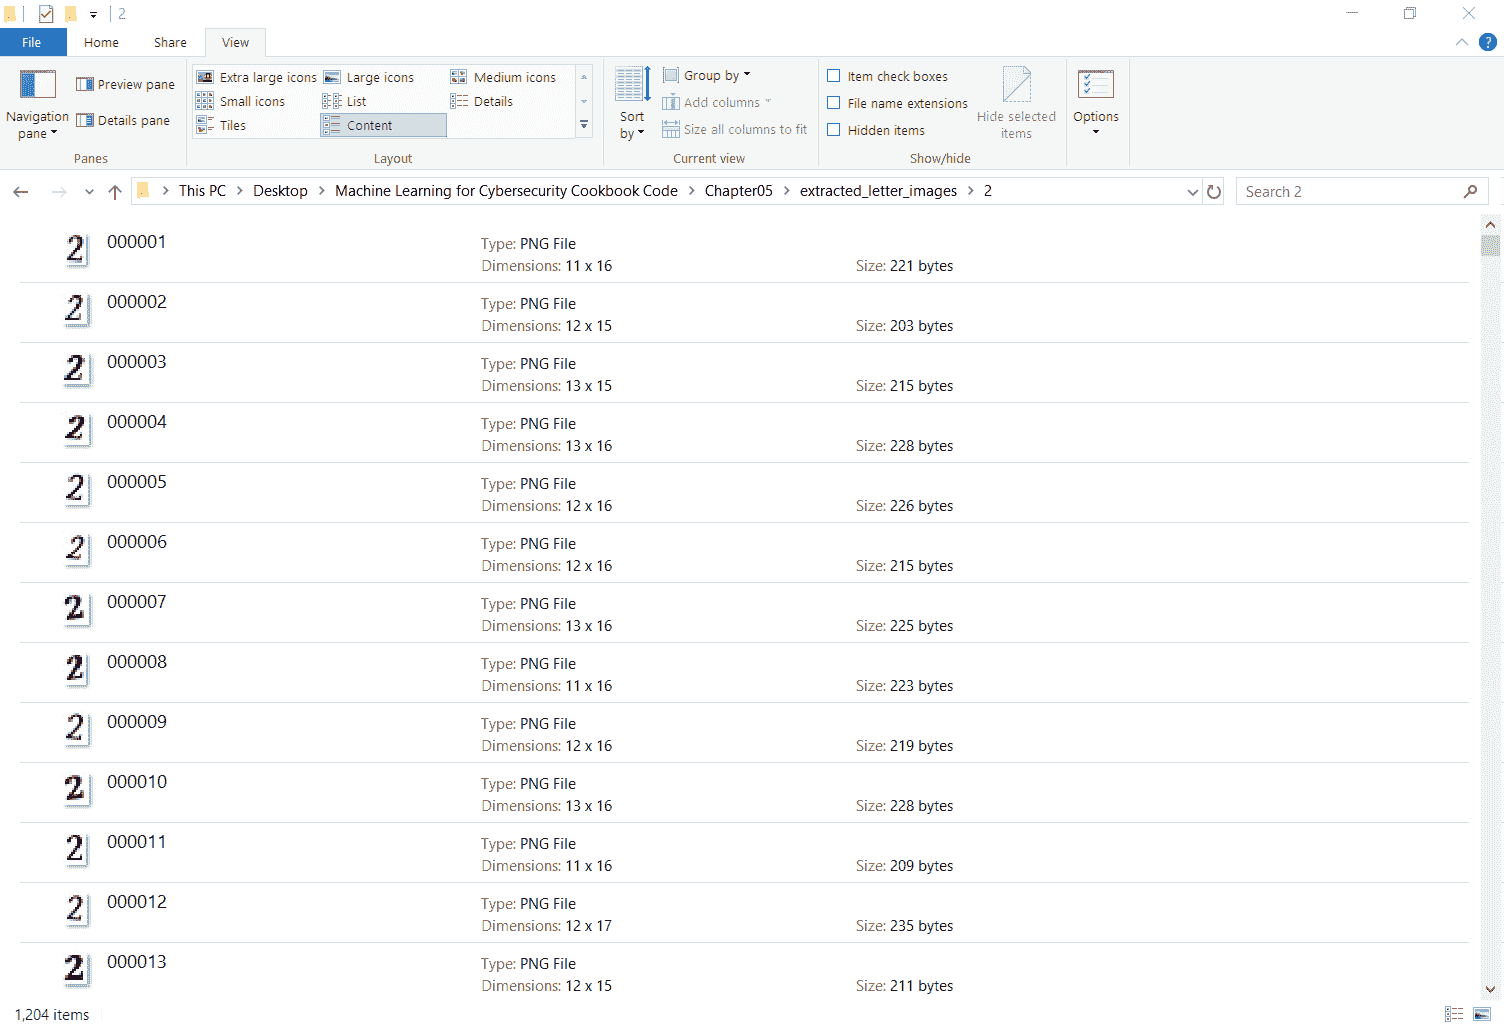 2
File Home Share View
Extra large icons Large icons Medium icons
Small icons List Details
Tiles Content
Navigation pane
Preview pane
Details pane
Panes
Layout
Sort by
Group by
Add columns
Size all columns to fit
Current view
Item check boxes
File name extensions
Hidden items
Hide selected items
Show/hide
Options
This PC > Desktop > Machine Learning for Cybersecurity Cookbook Code > Chapter05 > extracted_letter_images > 2
Search 2
2 000001 Type: PNG File
Dimensions: 11 x 16 Size: 221 bytes
2 000002 Type: PNG File
Dimensions: 12 x 15 Size: 203 bytes
2 000003 Type: PNG File
Dimensions: 13 x 15 Size: 215 bytes
2 000004 Type: PNG File
Dimensions: 13 x 16 Size: 228 bytes
2 000005 Type: PNG File
Dimensions: 12 x 16 Size: 226 bytes
2 000006 Type: PNG File
Dimensions: 12 x 16 Size: 215 bytes
2 000007 Type: PNG File
Dimensions: 13 x 16 Size: 225 bytes
2 000008 Type: PNG File
Dimensions: 11 x 16 Size: 223 bytes
2 000009 Type: PNG File
Dimensions: 12 x 16 Size: 219 bytes
2 000010 Type: PNG File
Dimensions: 13 x 16 Size: 228 bytes
2 000011 Type: PNG File
Dimensions: 11 x 16 Size: 209 bytes
2 000012 Type: PNG File
Dimensions: 12 x 17 Size: 235 bytes
2 000013 Type: PNG File
Dimensions: 12 x 15 Size: 211 bytes
1,204 items